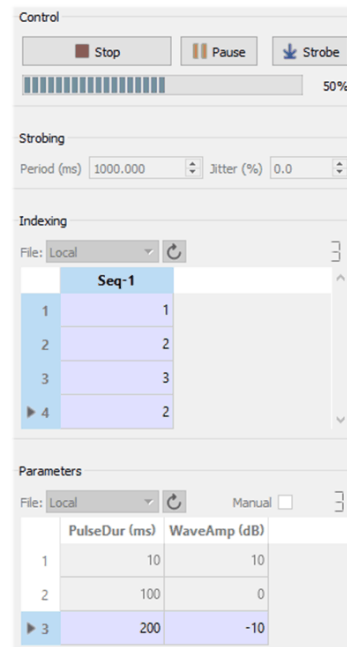 Control
Stop Pause Strobe
50%
Strobing
Period (ms) 1000.000 Jitter (%) 0.0
Indexing
File: Local 3
Seq-1
1 1
2 2
3 3
4 2
Parameters
File: Local Manual 3
PulseDur (ms) WaveAmp (dB)
1 10 10
2 100 0
3 200 -10